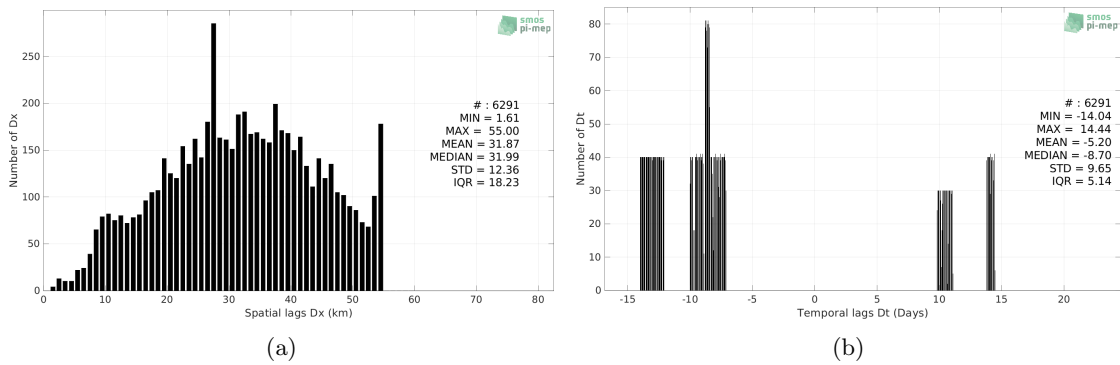 smos
pi-mep
250
200
150
100
50
0
Number of Dx
# : 6291
MIN = 1.61
MAX = 55.00
MEAN = 31.87
MEDIAN = 31.99
STD = 12.36
IQR = 18.23
0 10 20 30 40 50 60 70 80
Spatial lags Dx (km)
(a)
smos
pi-mep
80
70
60
50
40
30
20
10
0
Number of Dt
# : 6291
MIN = -14.04
MAX = 14.44
MEAN = -5.20
MEDIAN = -8.70
STD = 9.65
IQR = 5.14
-15 -10 -5 0 5 10 15 20
Temporal lags Dt (Days)
(b)